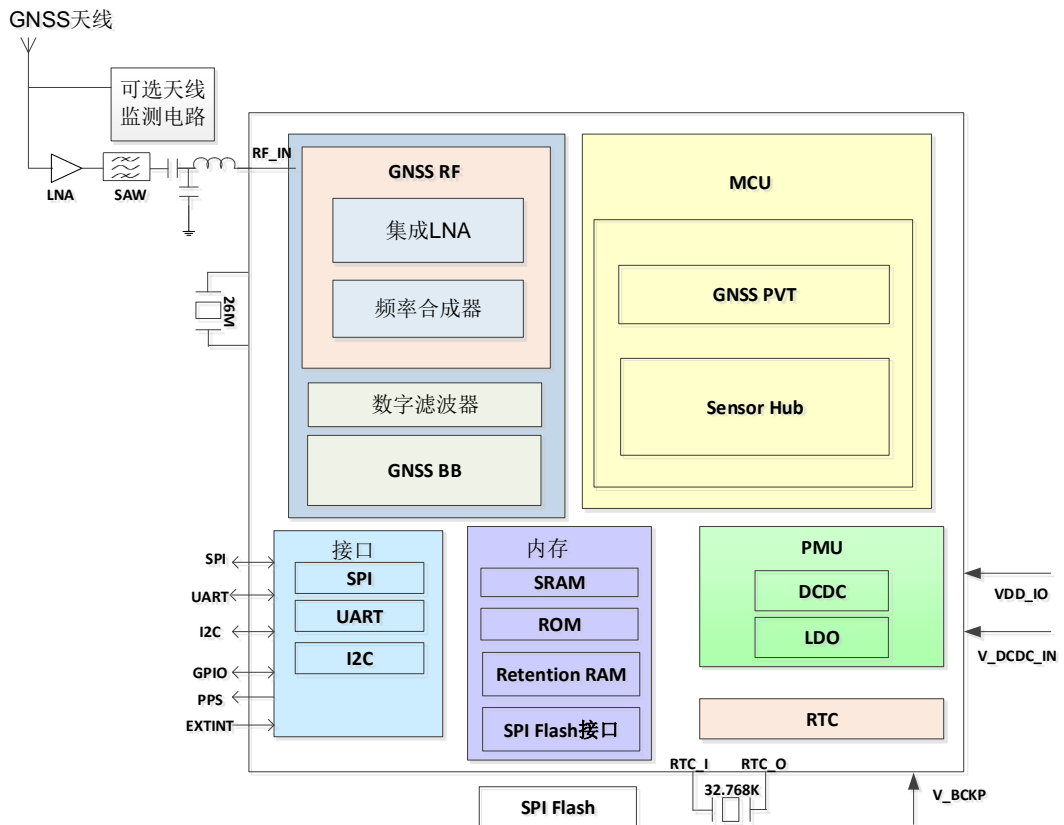 GNSS天线
可选天线
监测电路
LNA
SAW
RF_IN
26M
GNSS RF
集成LNA
频率合成器
数字滤波器
GNSS BB
MCU
GNSS PVT
Sensor Hub
SPI
UART
I2C
GPIO
PPS
EXTINT
接口
SPI
UART
I2C
内存
SRAM
ROM
Retention RAM
SPI Flash接口
PMU
DCDC
LDO
RTC
VDD_IO
V_DCDC_IN
RTC_I
RTC_O
32.768K
V_BCKP
SPI Flash